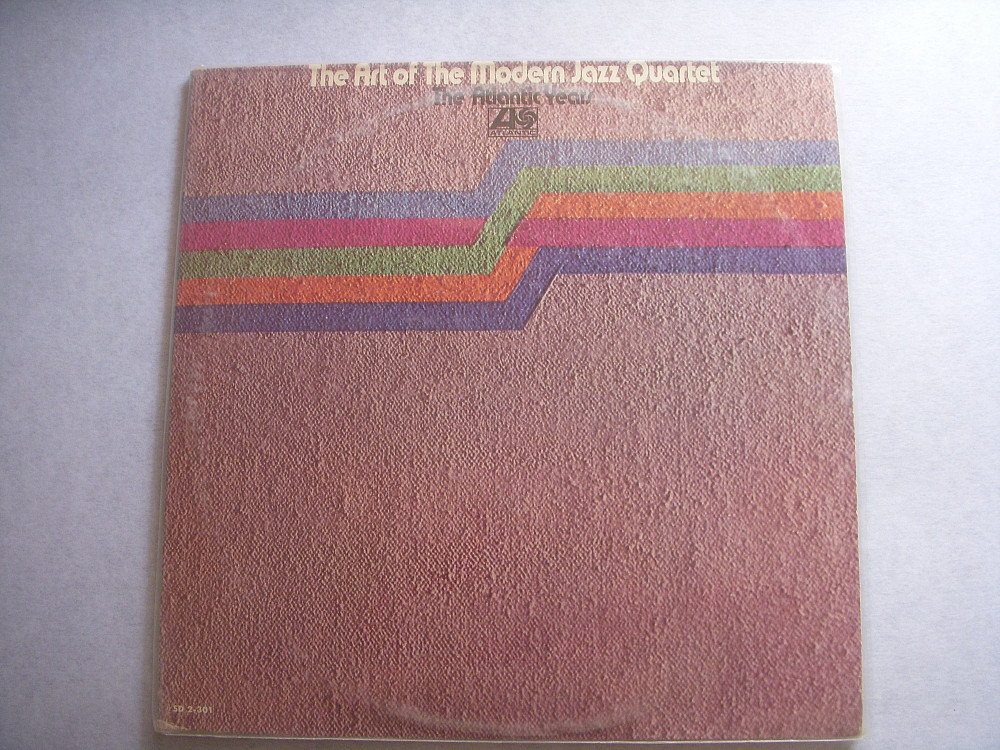 The Art of The Modern Jazz Quartet
The Atlantic Years
ATLANTIC
SD 2-301